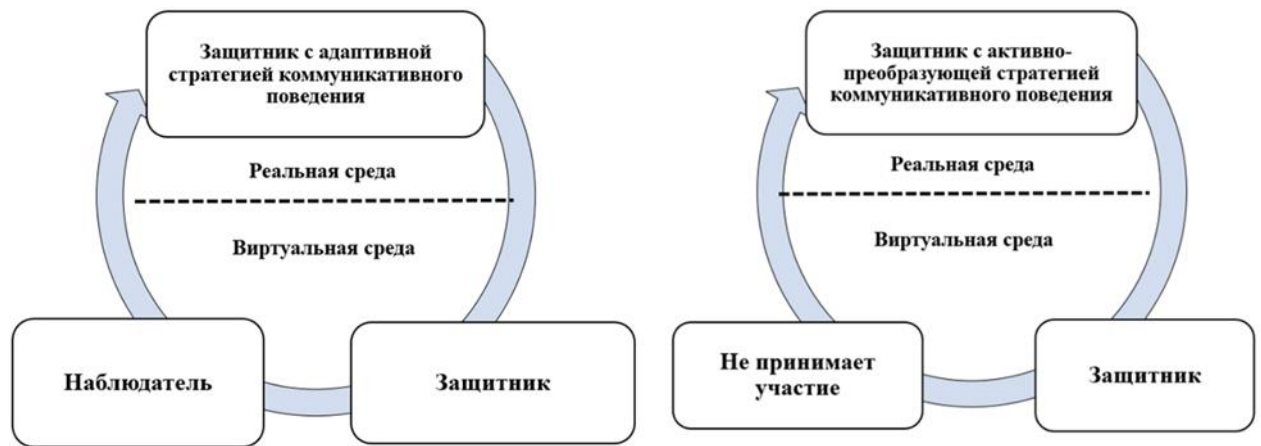 Защитник с адаптивной
стратегией коммуникативного
поведения
Реальная среда
Виртуальная среда
Наблюдатель
Защитник
Защитник с активно-
преобразующей стратегией
коммуникативного поведения
Реальная среда
Виртуальная среда
Не принимает
участие
Защитник